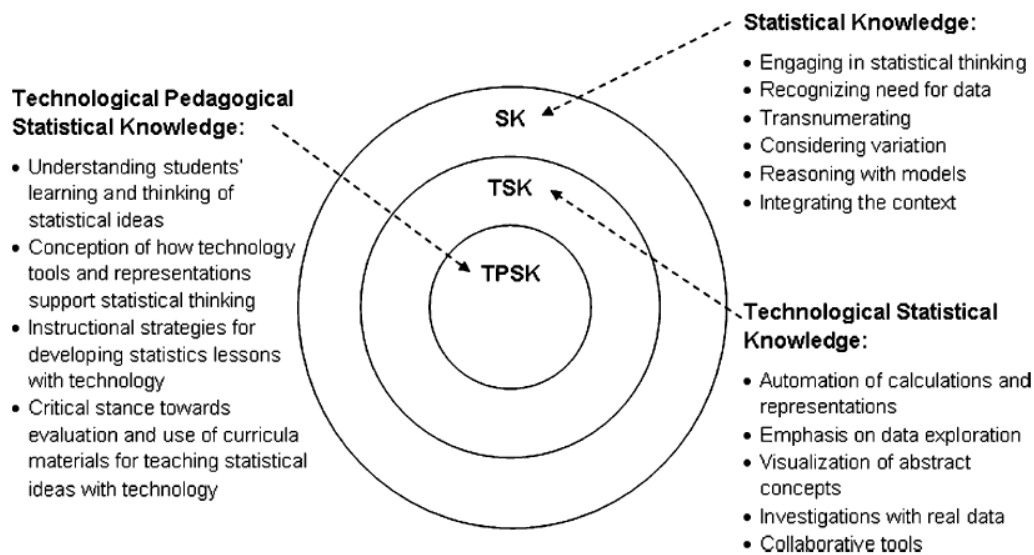 Statistical Knowledge:
• Engaging in statistical thinking
• Recognizing need for data
• Transnumerating
• Considering variation
• Reasoning with models
• Integrating the context
Technological Pedagogical
Statistical Knowledge:
• Understanding students'
learning and thinking of
statistical ideas
• Conception of how technology
tools and representations
support statistical thinking
• Instructional strategies for
developing statistics lessons
with technology
• Critical stance towards
evaluation and use of curricula
materials for teaching statistical
ideas with technology
SK
TSK
TPSK
Technological Statistical
Knowledge:
• Automation of calculations and
representations
• Emphasis on data exploration
• Visualization of abstract
concepts
• Investigations with real data
• Collaborative tools